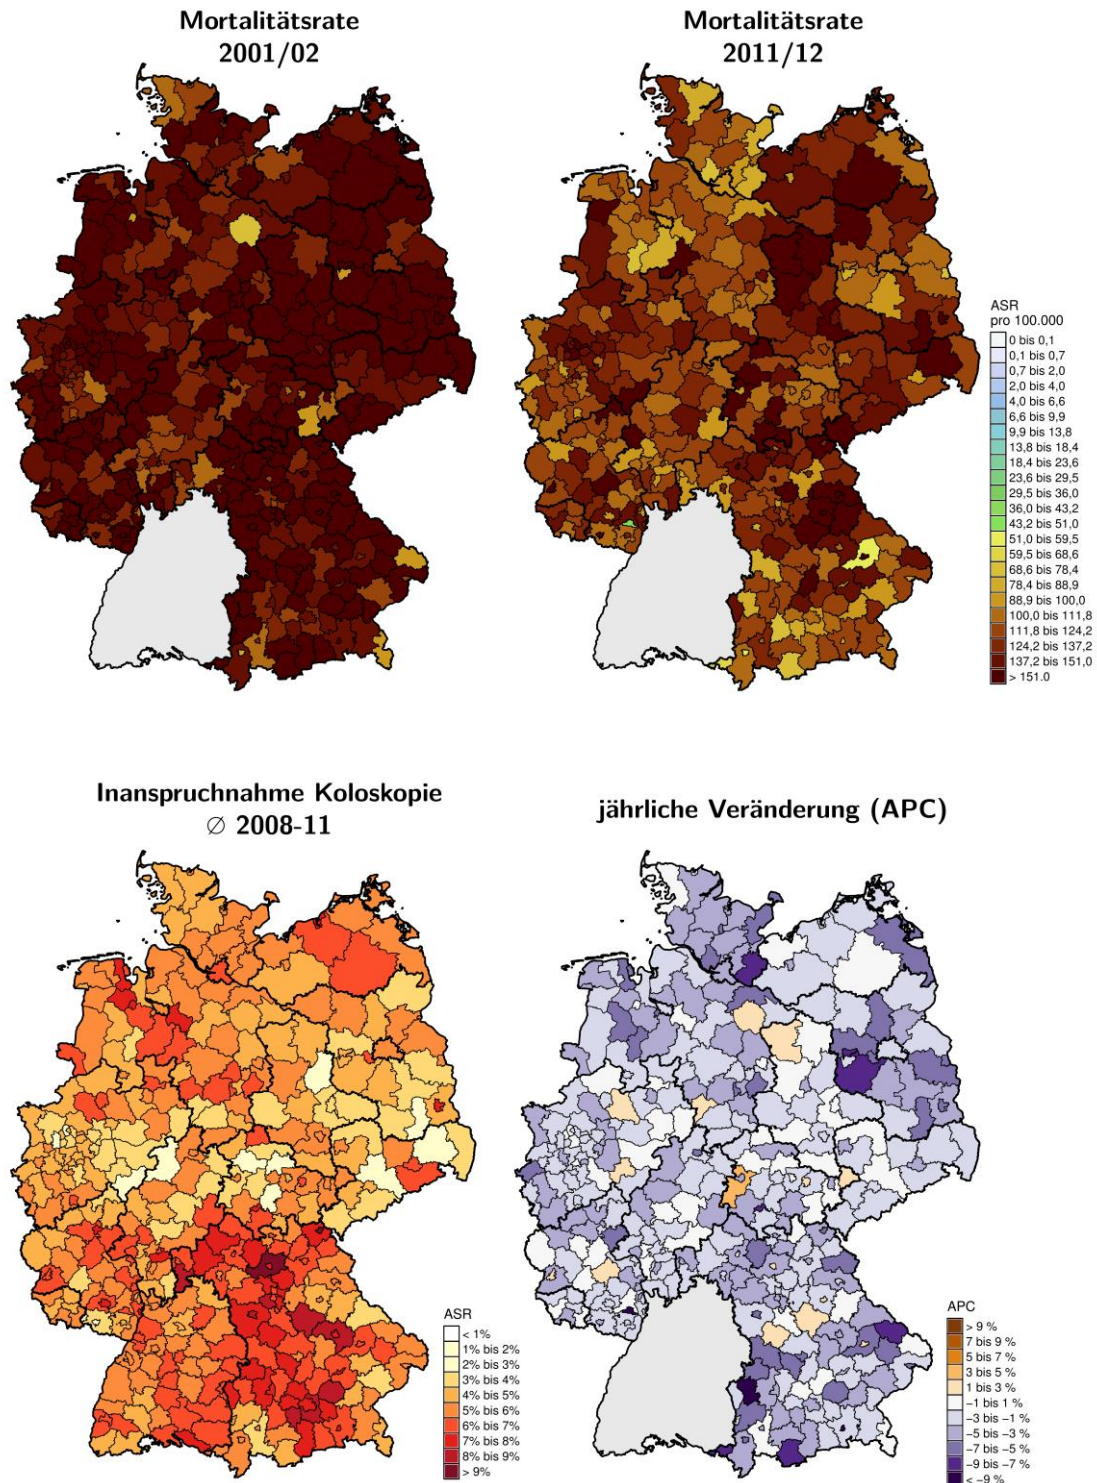 Mortalitätsrate
2001/02
Mortalitätsrate
2011/12
ASR
pro 100.000
0 bis 0,1
0,1 bis 0,7
0,7 bis 2,0
2,0 bis 4,0
4,0 bis 6,6
6,6 bis 9,9
9,9 bis 13,8
13,8 bis 18,4
18,4 bis 23,6
23,6 bis 29,5
29,5 bis 36,0
36,0 bis 43,2
43,2 bis 51,0
51,0 bis 59,5
59,5 bis 68,6
68,6 bis 78,4
78,4 bis 88,9
88,9 bis 100,0
100,0 bis 111,8
111,8 bis 124,2
124,2 bis 137,2
137,2 bis 151,0
> 151.0
Inanspruchnahme Koloskopie
∅ 2008-11
jährliche Veränderung (APC)
ASR
< 1%
1% bis 2%
2% bis 3%
3% bis 4%
4% bis 5%
5% bis 6%
6% bis 7%
7% bis 8%
8% bis 9%
> 9%
APC
> 9 %
7 bis 9 %
5 bis 7 %
3 bis 5 %
1 bis 3 %
−1 bis 1 %
−3 bis −1 %
−5 bis −3 %
−7 bis −5 %
−9 bis −7 %
< −9 %